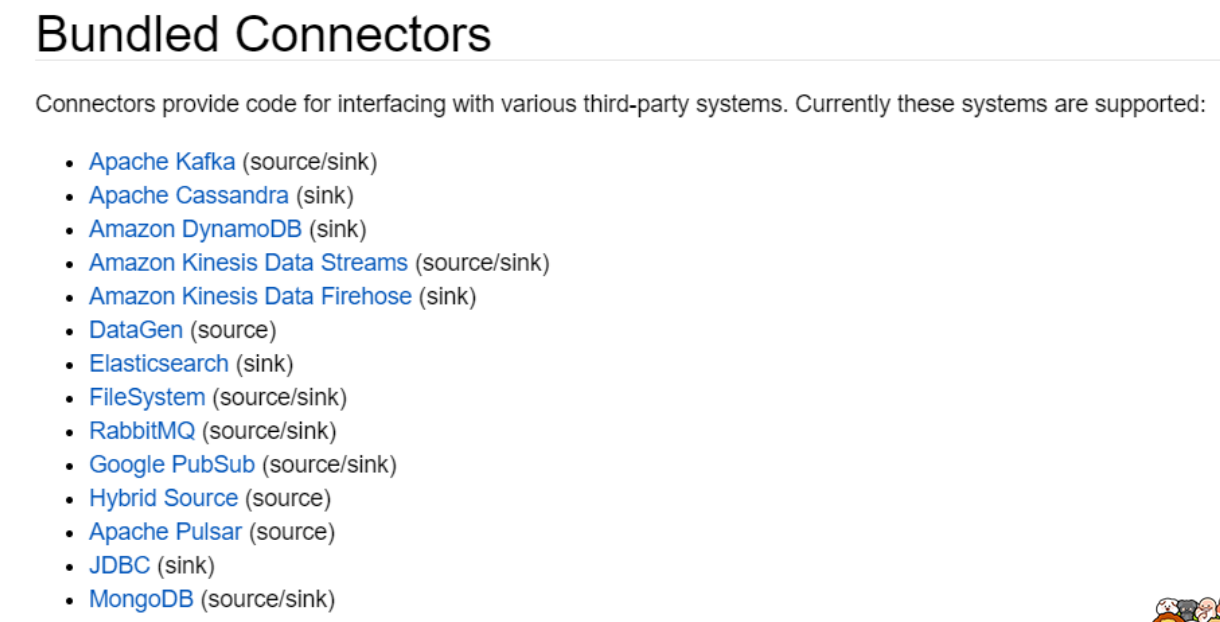 Bundled Connectors
Connectors provide code for interfacing with various third-party systems. Currently these systems are supported:
• Apache Kafka (source/sink)
• Apache Cassandra (sink)
• Amazon DynamoDB (sink)
• Amazon Kinesis Data Streams (source/sink)
• Amazon Kinesis Data Firehose (sink)
• DataGen (source)
• Elasticsearch (sink)
• FileSystem (source/sink)
• RabbitMQ (source/sink)
• Google PubSub (source/sink)
• Hybrid Source (source)
• Apache Pulsar (source)
• JDBC (sink)
• MongoDB (source/sink)